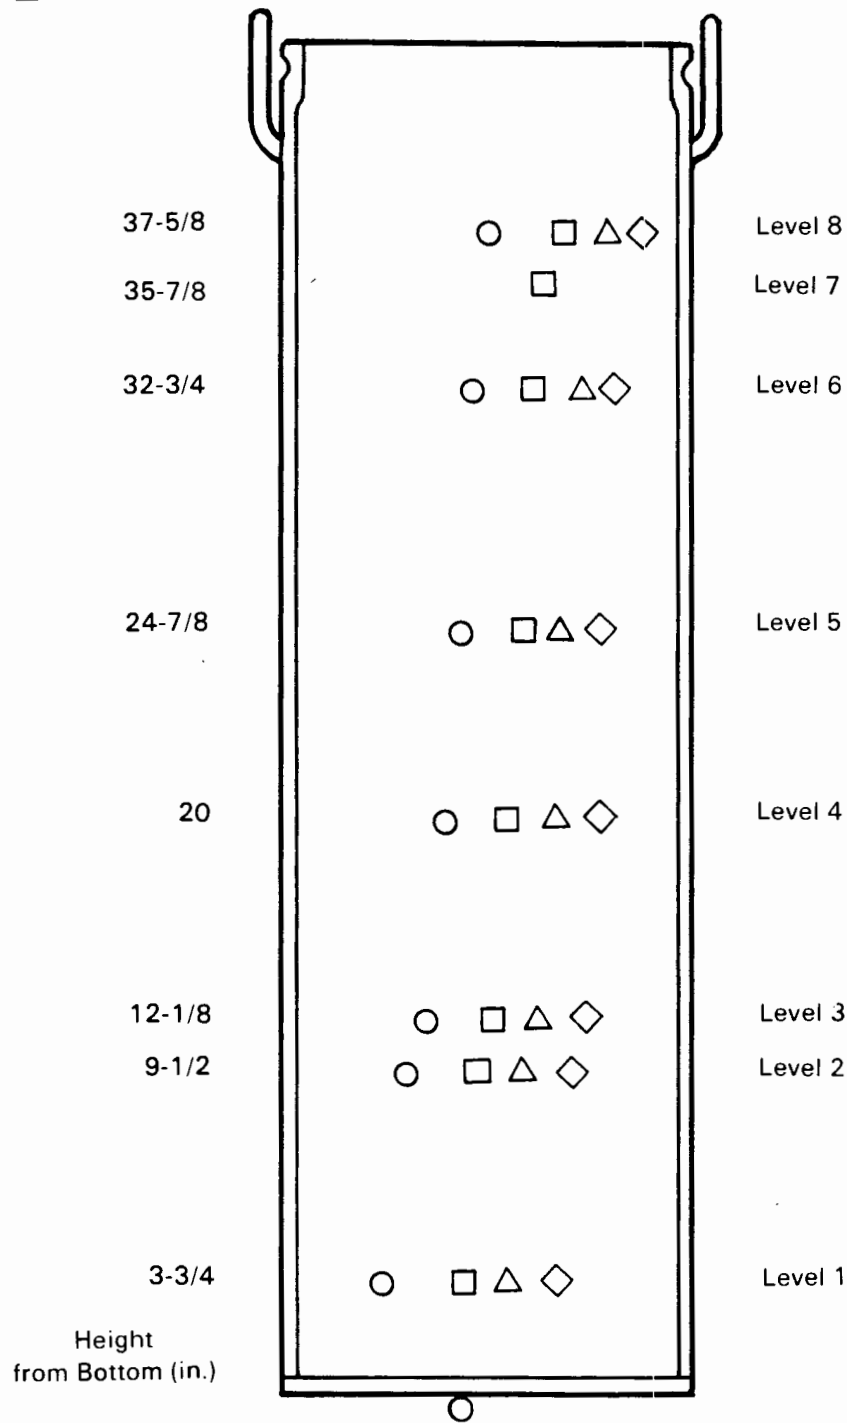 37-5/8 Level 8
35-7/8 Level 7
32-3/4 Level 6
24-7/8 Level 5
20 Level 4
12-1/8 Level 3
9-1/2 Level 2
3-3/4 Level 1
Height
from Bottom (in.)